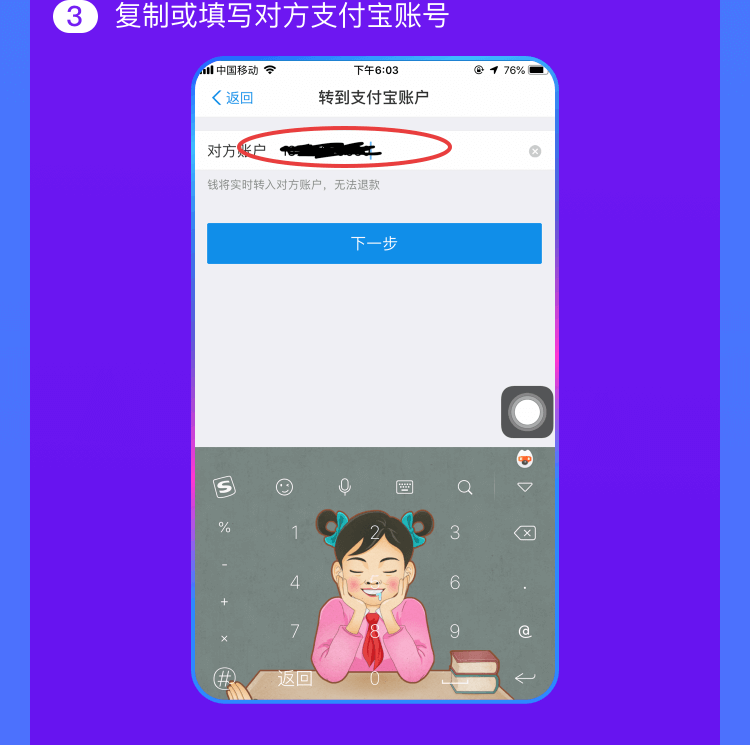 3 复制或填写对方支付宝账号
中国移动 下午6:03 76%
返回 转到支付宝账户
对方账户
钱将实时转入对方账户，无法退款
下一步
S
% 1 2 3
- 4 6 .
+ 7 8 9 @
×
# 返回 0